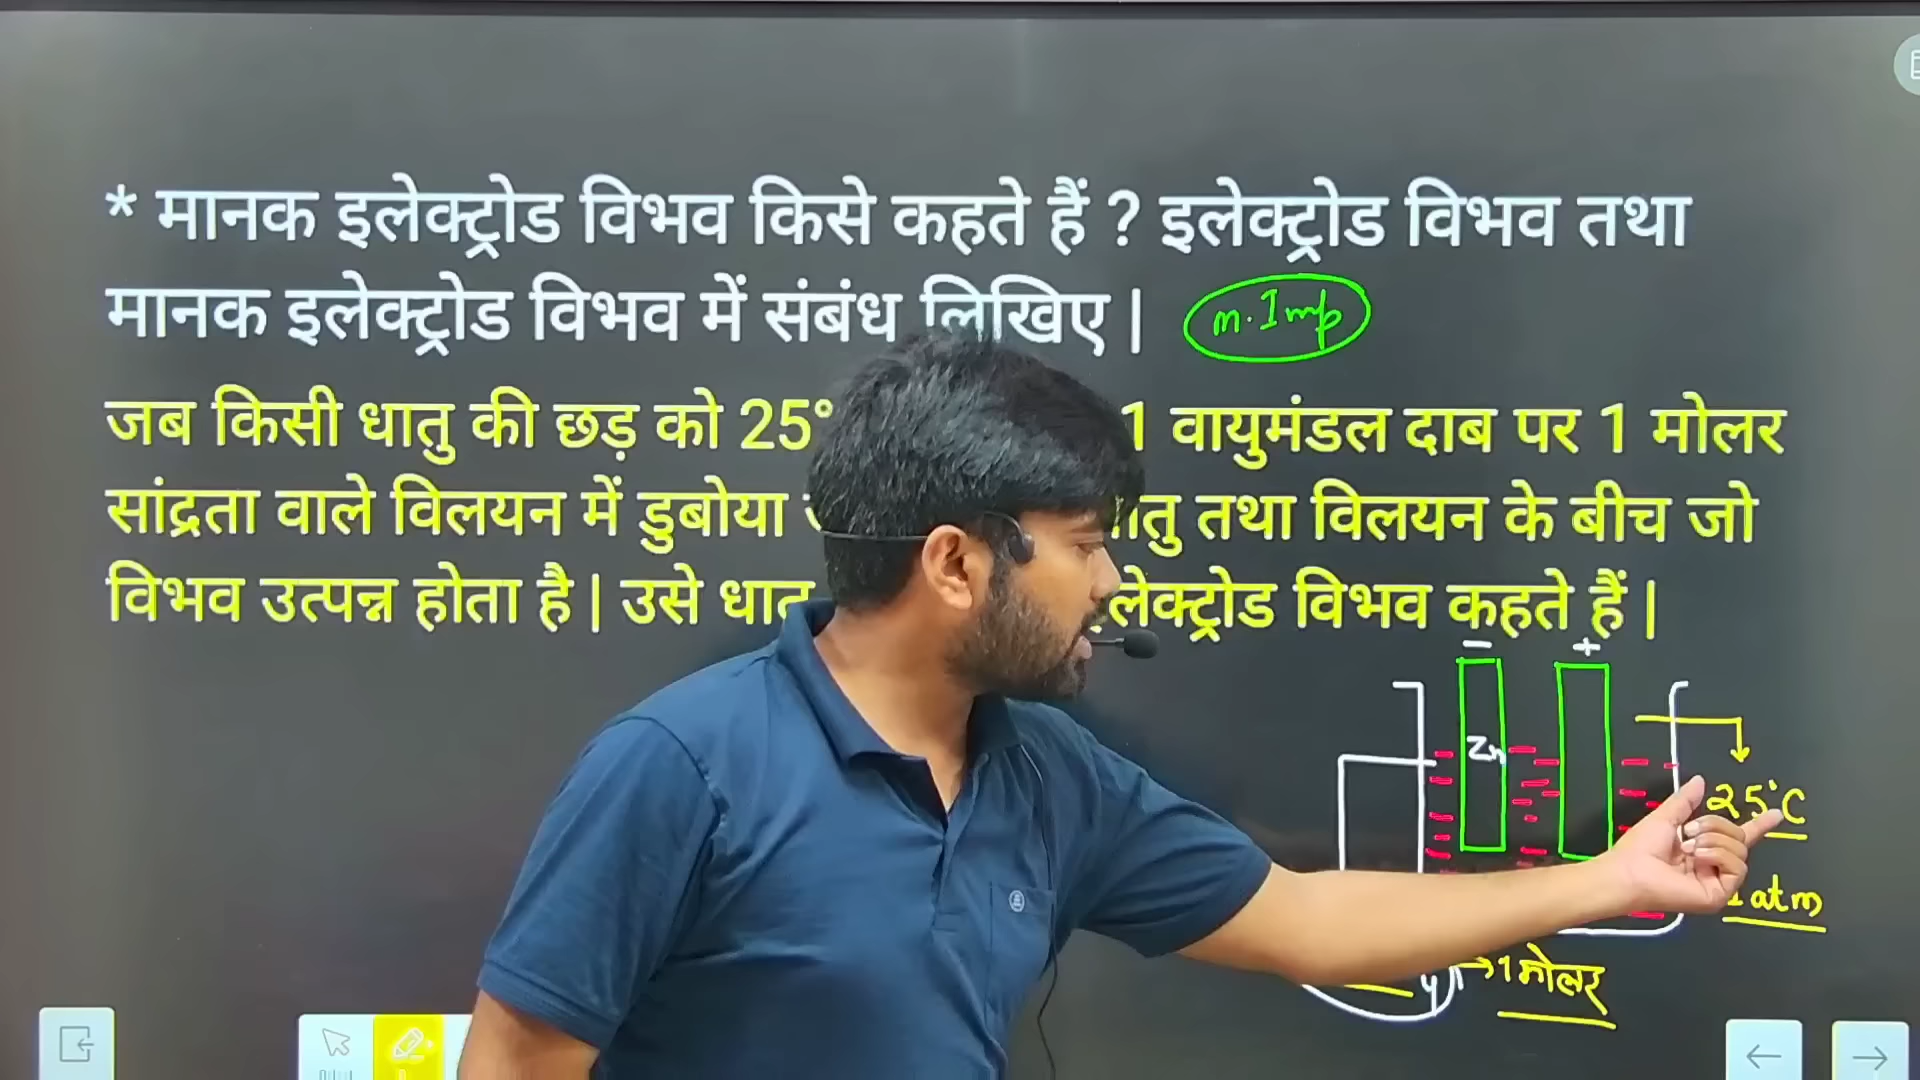 * मानक इलेक्ट्रोड विभव किसे कहते हैं ? इलेक्ट्रोड विभव तथा
मानक इलेक्ट्रोड विभव में संबंध लिखिए |
m. Imp
जब किसी धातु की छड़ को 25° 1 वायुमंडल दाब पर 1 मोलर
सांद्रता वाले विलयन में डुबोया तथा विलयन के बीच जो
विभव उत्पन्न होता है | उसे विभव कहते हैं |
− +
Zn
25°C
1 atm
→ 1 मोलर